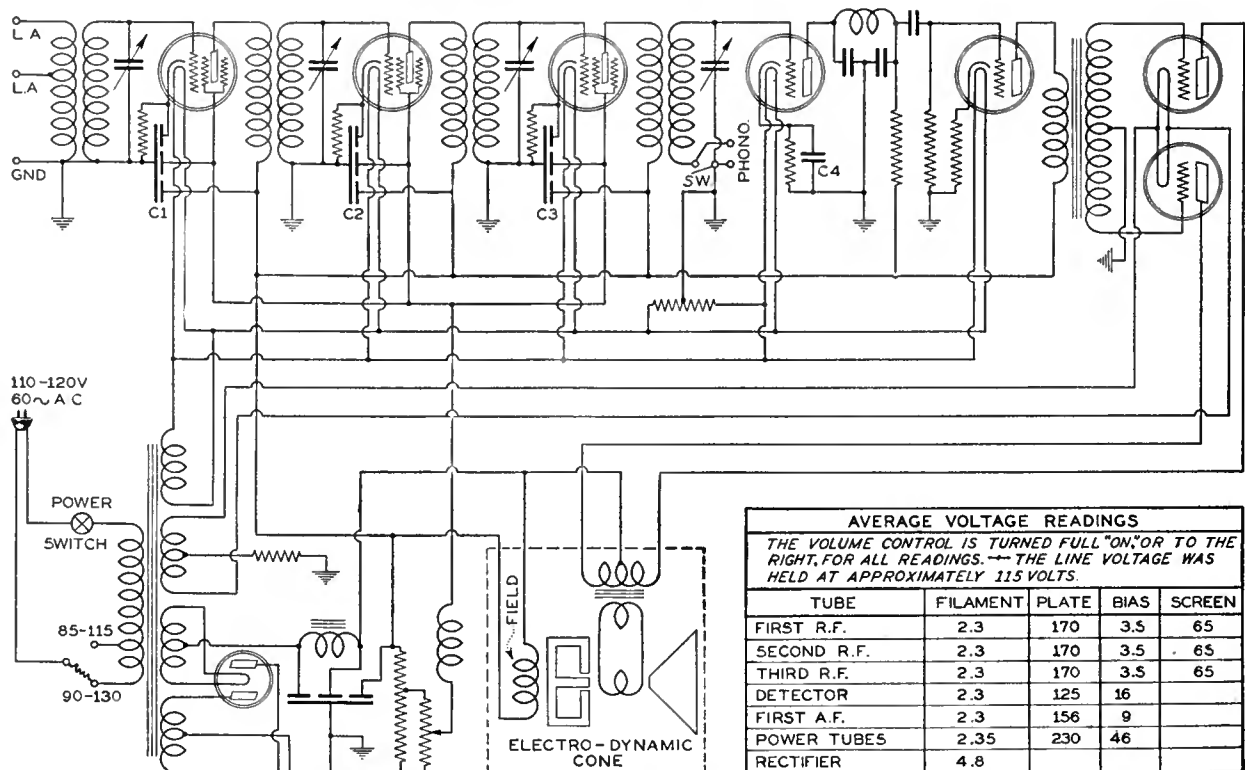 L A
L.A
GND
C1
C2
C3
SW.
PHONO.
C4
110-120V
60~ A C
POWER
SWITCH
85-115
90-130
FIELD
ELECTRO-DYNAMIC
CONE
AVERAGE VOLTAGE READINGS
THE VOLUME CONTROL IS TURNED FULL "ON," OR TO THE
RIGHT, FOR ALL READINGS. — THE LINE VOLTAGE WAS
HELD AT APPROXIMATELY 115 VOLTS.
TUBE FILAMENT PLATE BIAS SCREEN
FIRST R.F. 2.3 170 3.5 65
SECOND R.F. 2.3 170 3.5 65
THIRD R.F. 2.3 170 3.5 65
DETECTOR 2.3 125 16
FIRST A.F. 2.3 156 9
POWER TUBES 2.35 230 46
RECTIFIER 4.8